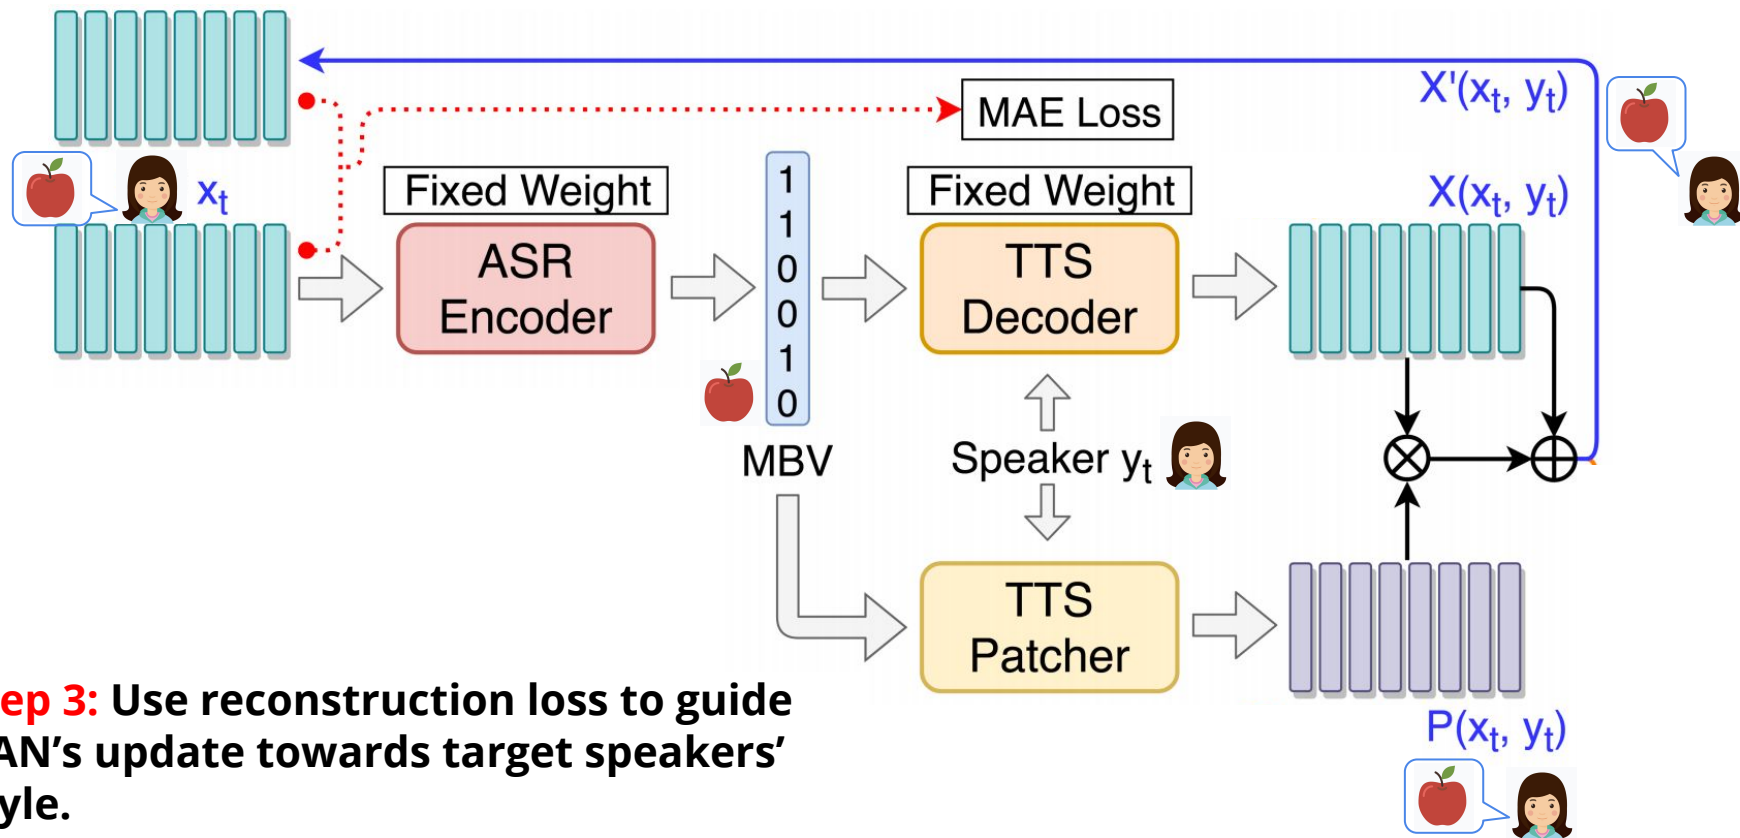 X'(xt, yt)
MAE Loss
xt
Fixed Weight
1
1
0
0
1
0
Fixed Weight
X(xt, yt)
ASR
Encoder
TTS
Decoder
MBV
Speaker yt
TTS
Patcher
P(xt, yt)
ep 3: Use reconstruction loss to guide
AN’s update towards target speakers’
yle.